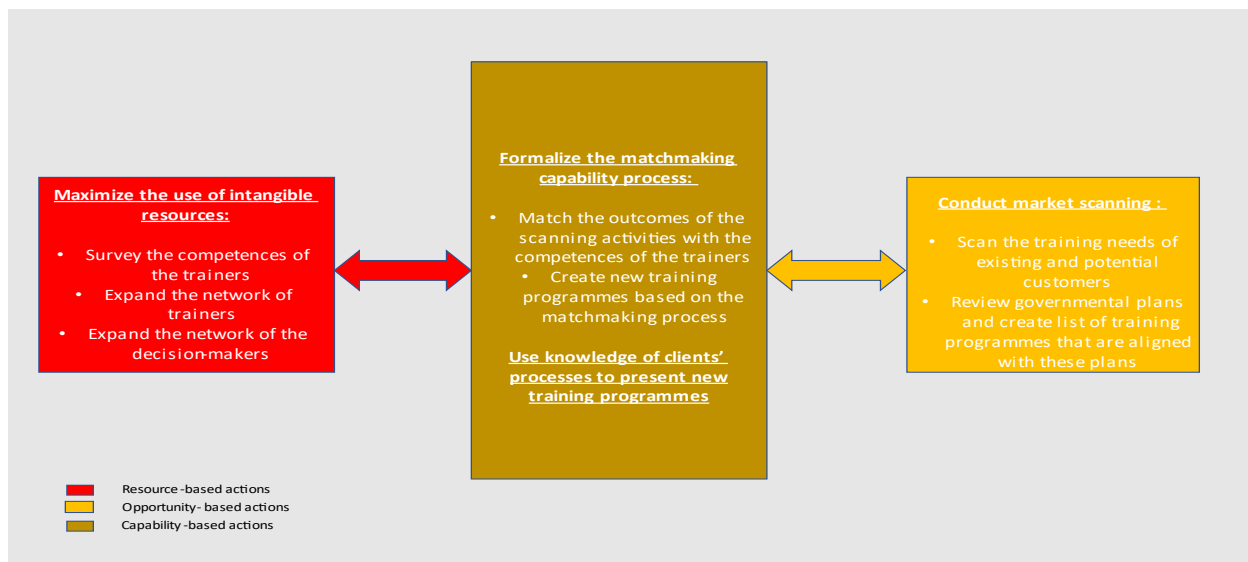 Maximize the use of intangible
resources:
• Survey the competences of
the trainers
• Expand the network of
trainers
• Expand the network of the
decision-makers
Formalize the matchmaking
capability process:
• Match the outcomes of the
scanning activities with the
competences of the trainers
• Create new training
programmes based on the
matchmaking process
Use knowledge of clients’
processes to present new
training programmes
Conduct market scanning :
• Scan the training needs of
existing and potential
customers
• Review governmental plans
and create list of training
programmes that are aligned
with these plans
Resource -based actions
Opportunity- based actions
Capability -based actions